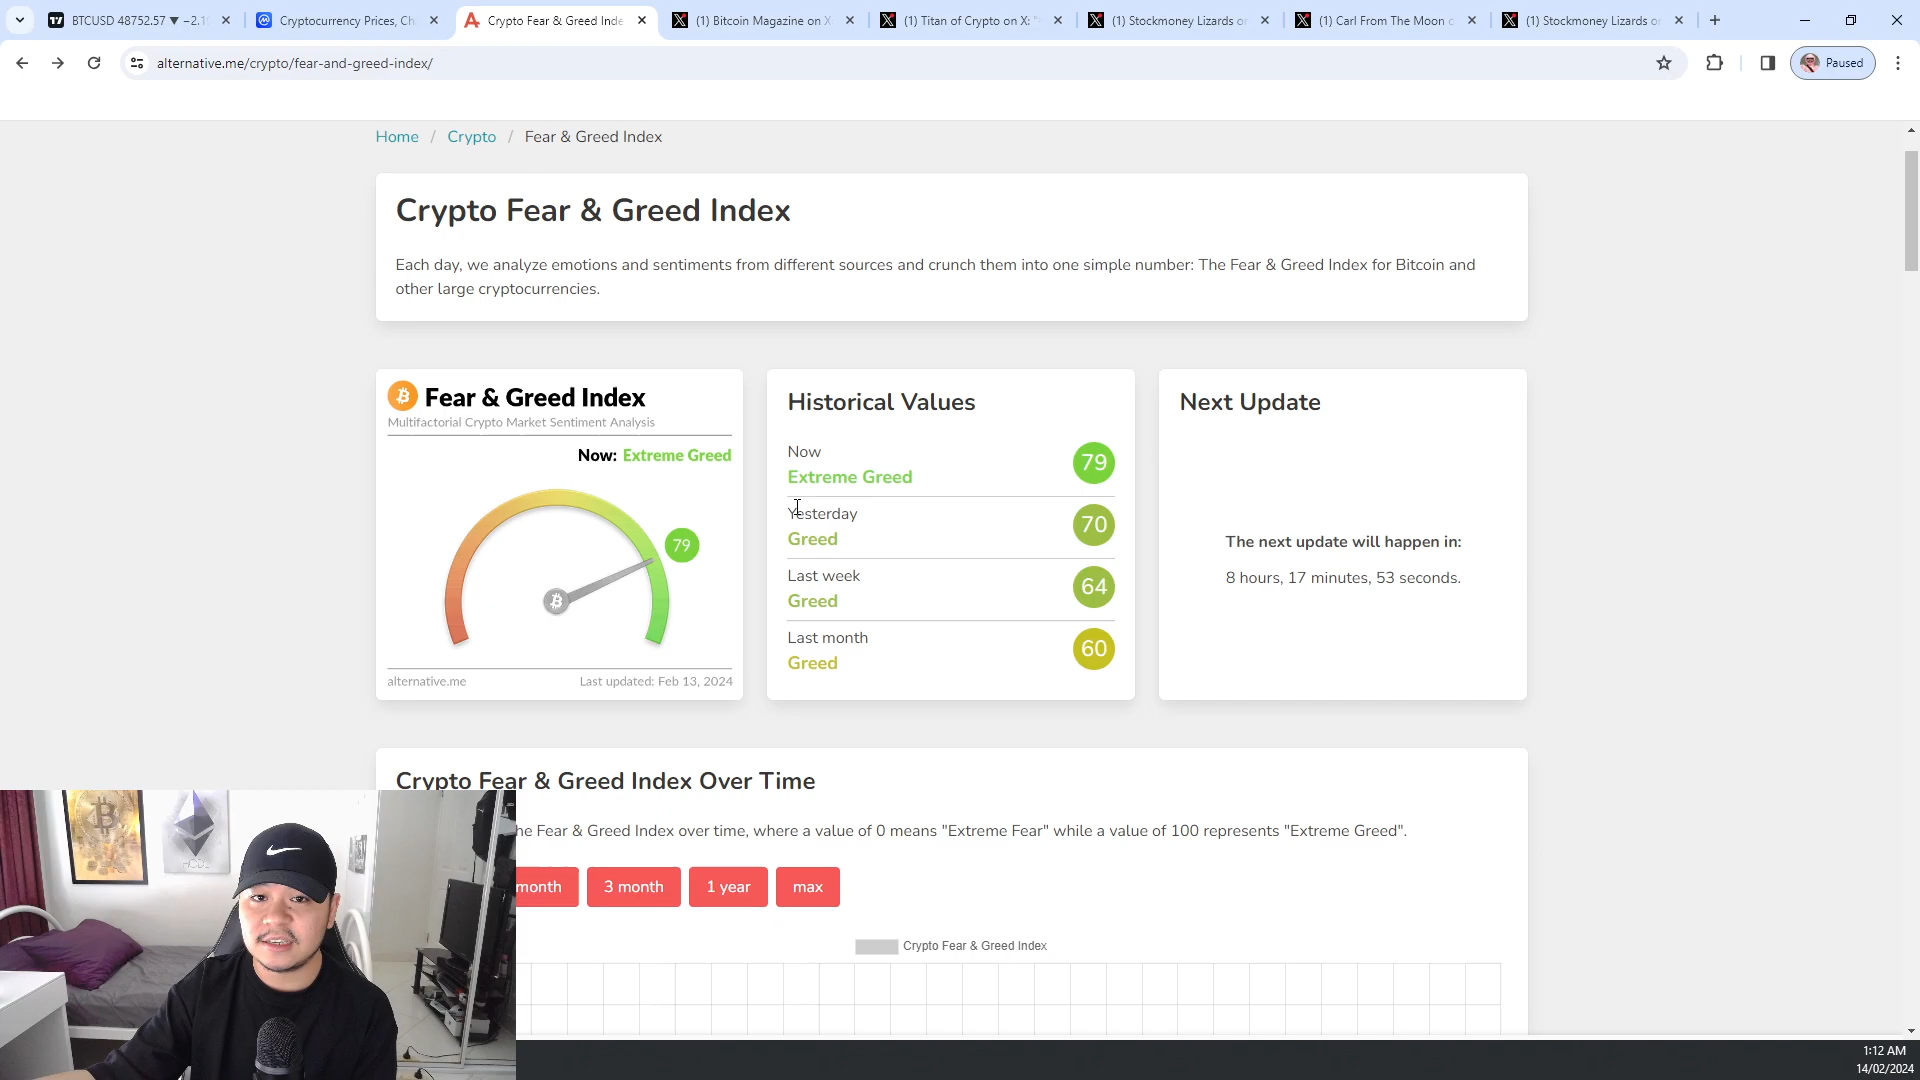 BTCUSD 48752.57 ▼ −2.1
Cryptocurrency Prices, Ch
Crypto Fear & Greed Inde
(1) Bitcoin Magazine on X
(1) Titan of Crypto on X: "
(1) Stockmoney Lizards o
(1) Carl From The Moon o
(1) Stockmoney Lizards o
alternative.me/crypto/fear-and-greed-index/
Paused
Home / Crypto / Fear & Greed Index
Crypto Fear & Greed Index
Each day, we analyze emotions and sentiments from different sources and crunch them into one simple number: The Fear & Greed Index for Bitcoin and
other large cryptocurrencies.
Fear & Greed Index
Multifactorial Crypto Market Sentiment Analysis
Now: Extreme Greed
79
alternative.me
Last updated: Feb 13, 2024
Historical Values
Now
Extreme Greed
79
Yesterday
Greed
70
Last week
Greed
64
Last month
Greed
60
Next Update
The next update will happen in:
8 hours, 17 minutes, 53 seconds.
Crypto Fear & Greed Index Over Time
he Fear & Greed Index over time, where a value of 0 means "Extreme Fear" while a value of 100 represents "Extreme Greed".
month
3 month
1 year
max
Crypto Fear & Greed Index
1:12 AM
14/02/2024